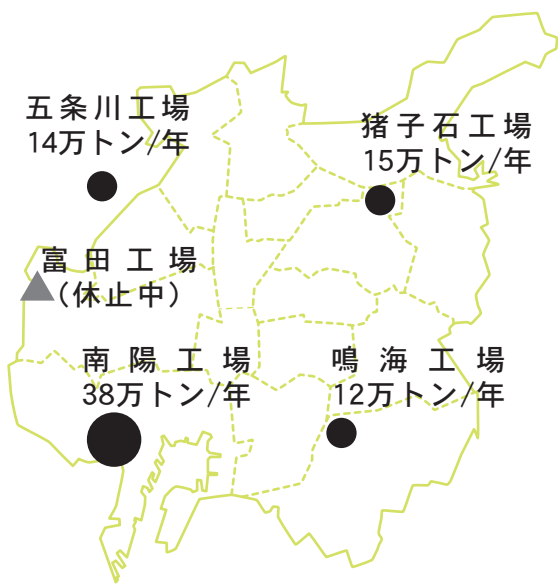 五条川工場
14万トン/年
猪子石工場
15万トン/年
富田工場
(休止中)
南陽工場
38万トン/年
鳴海工場
12万トン/年